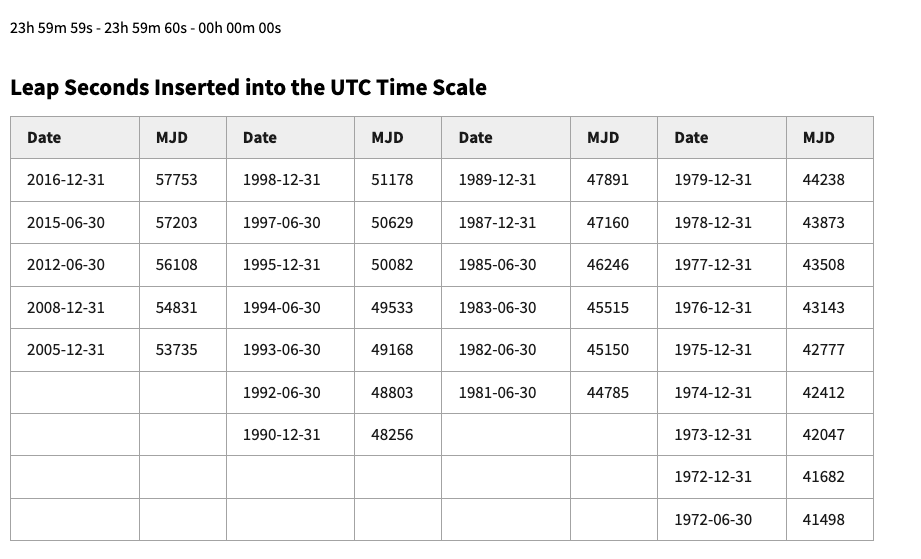 23h 59m 59s - 23h 59m 60s - 00h 00m 00s
Leap Seconds Inserted into the UTC Time Scale
Date MJD Date MJD Date MJD Date MJD
2016-12-31 57753 1998-12-31 51178 1989-12-31 47891 1979-12-31 44238
2015-06-30 57203 1997-06-30 50629 1987-12-31 47160 1978-12-31 43873
2012-06-30 56108 1995-12-31 50082 1985-06-30 46246 1977-12-31 43508
2008-12-31 54831 1994-06-30 49533 1983-06-30 45515 1976-12-31 43143
2005-12-31 53735 1993-06-30 49168 1982-06-30 45150 1975-12-31 42777
1992-06-30 48803 1981-06-30 44785 1974-12-31 42412
1990-12-31 48256 1973-12-31 42047
1972-12-31 41682
1972-06-30 41498